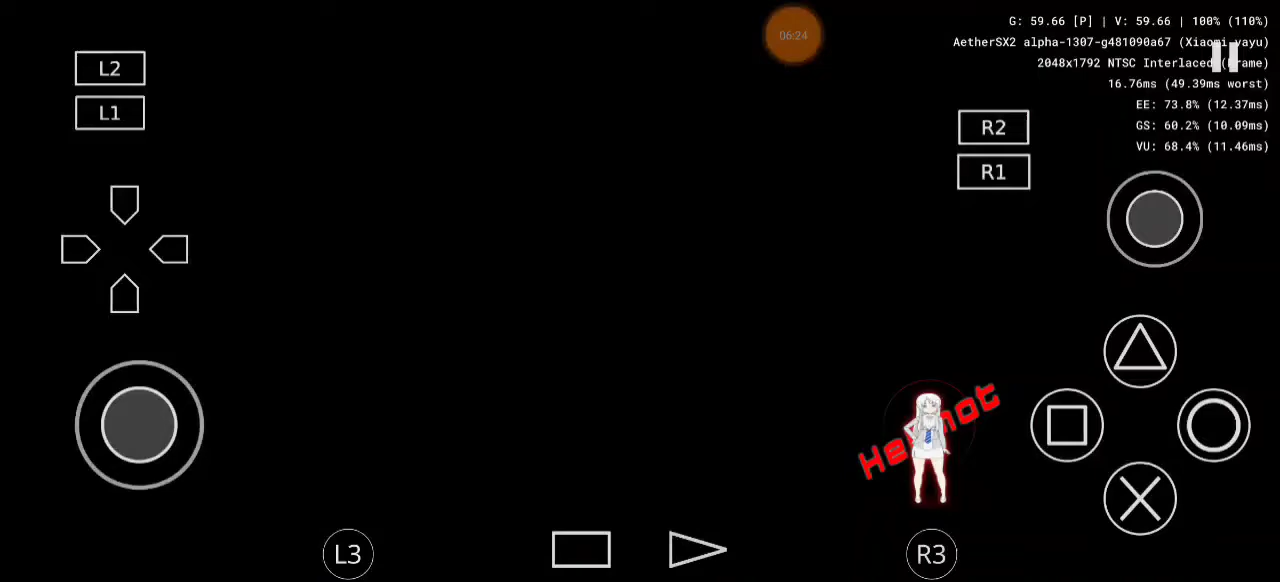 06:24
G: 59.66 [P] | V: 59.66 | 100% (110%)
AetherSX2 alpha-1307-g481090a67 (Xiaomi yayu)
2048x1792 NTSC Interlaced (Frame)
16.76ms (49.39ms worst)
EE: 73.8% (12.37ms)
GS: 60.2% (10.09ms)
VU: 68.4% (11.46ms)
L2
L1
R2
R1
L3
R3